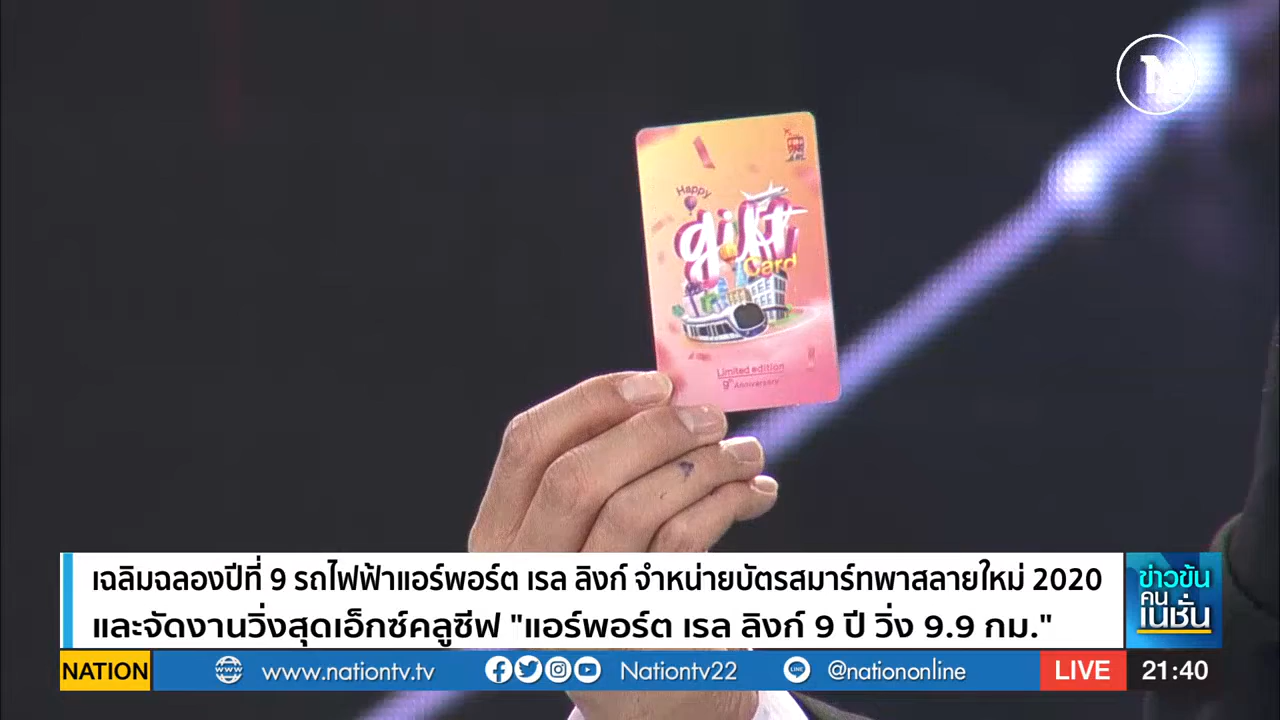 N
Happy
gift
Card
Limited edition
9th Anniversary
เฉลิมฉลองปีที่ 9 รถไฟฟ้าแอร์พอร์ต เรล ลิงก์ จำหน่ายบัตรสมาร์ทพาสลายใหม่ 2020
และจัดงานวิ่งสุดเอ็กซ์คลูซีฟ "แอร์พอร์ต เรล ลิงก์ 9 ปี วิ่ง 9.9 กม."
ข่าวข้น
คน
เนชั่น
NATION www.nationtv.tv Nationtv22 LINE @nationonline LIVE 21:40